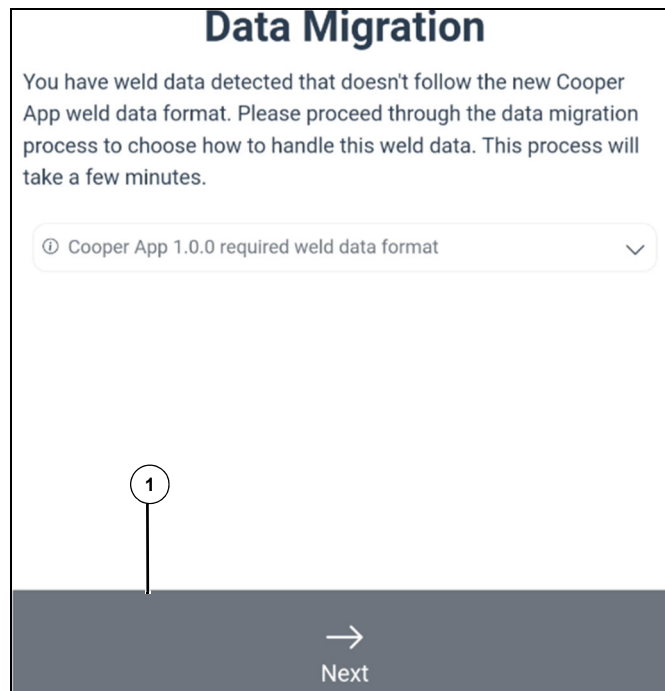 Data Migration
You have weld data detected that doesn't follow the new Cooper
App weld data format. Please proceed through the data migration
process to choose how to handle this weld data. This process will
take a few minutes.
Cooper App 1.0.0 required weld data format
1
Next